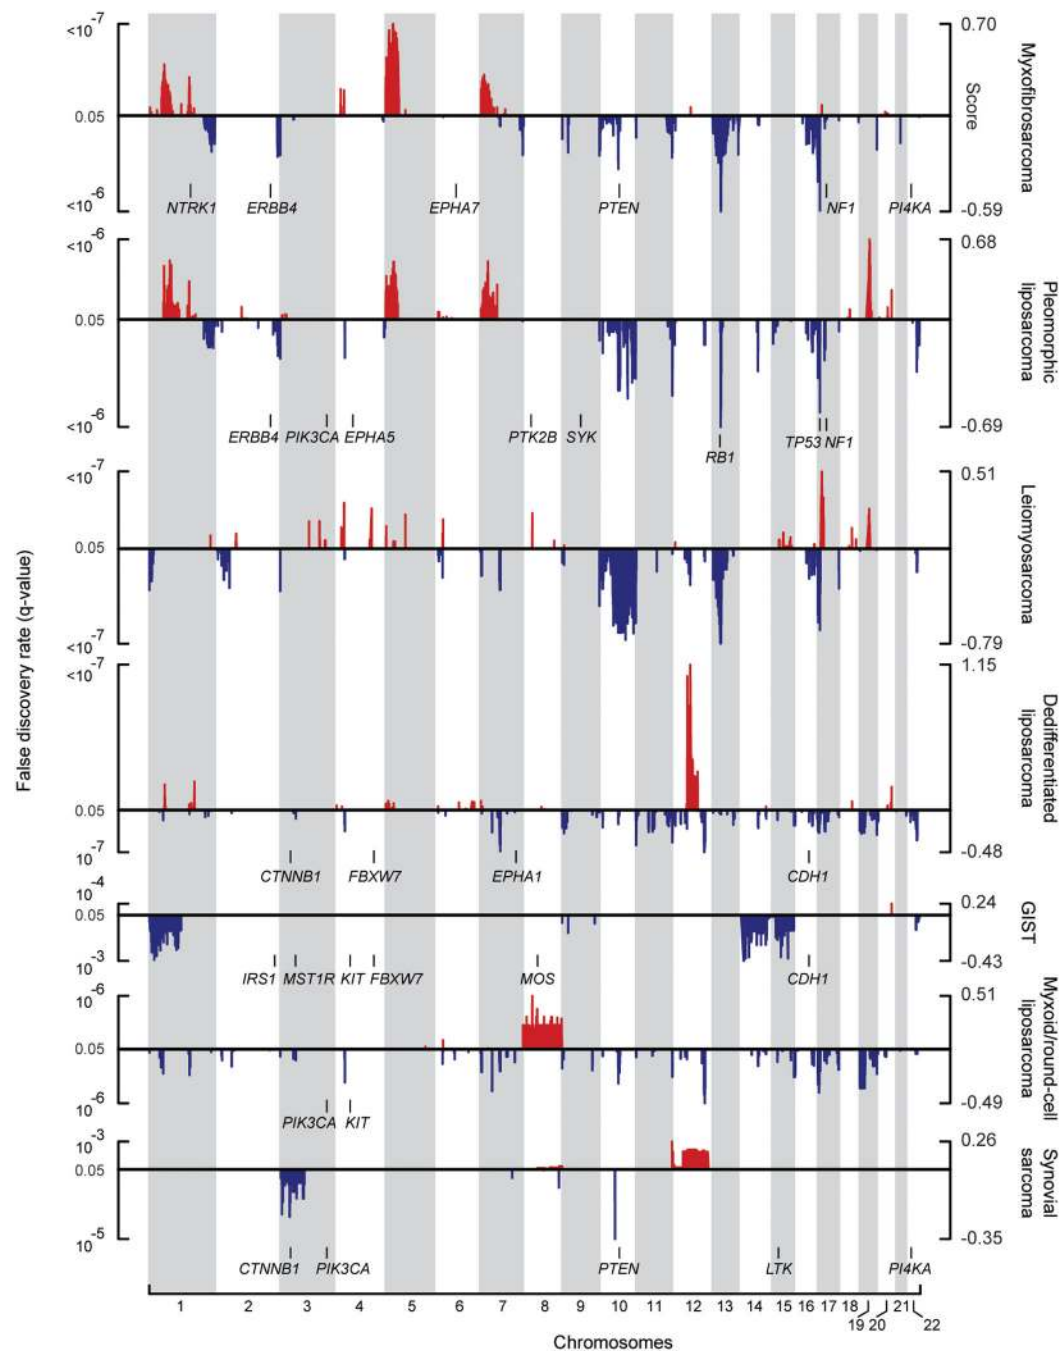 <10-7 0.70
Myxofibrosarcoma
Score
0.05
<10-6 -0.59
NTRK1 ERBB4 EPHA7 PTEN NF1 PI4KA
<10-6 0.68
Pleomorphic
liposarcoma
0.05
<10-6 -0.69
ERBB4 PIK3CA EPHA5 PTK2B SYK RB1 TP53 NF1
<10-7 0.51
Leiomyosarcoma
0.05
<10-7 -0.79
False discovery rate (q-value)
<10-7 1.15
Dedifferentiated
liposarcoma
0.05
10-7 -0.48
CTNNB1 FBXW7 EPHA1 CDH1
10-4 0.24
GIST
0.05
10-3 -0.43
IRS1 MST1R KIT FBXW7 MOS CDH1
10-6 0.51
Myxoid/round-cell
liposarcoma
0.05
10-6 -0.49
PIK3CA KIT
10-3 0.26
Synovial
sarcoma
0.05
10-5 -0.35
CTNNB1 PIK3CA PTEN LTK PI4KA
1 2 3 4 5 6 7 8 9 10 11 12 13 14 15 16 17 18 21
19 20 22
Chromosomes